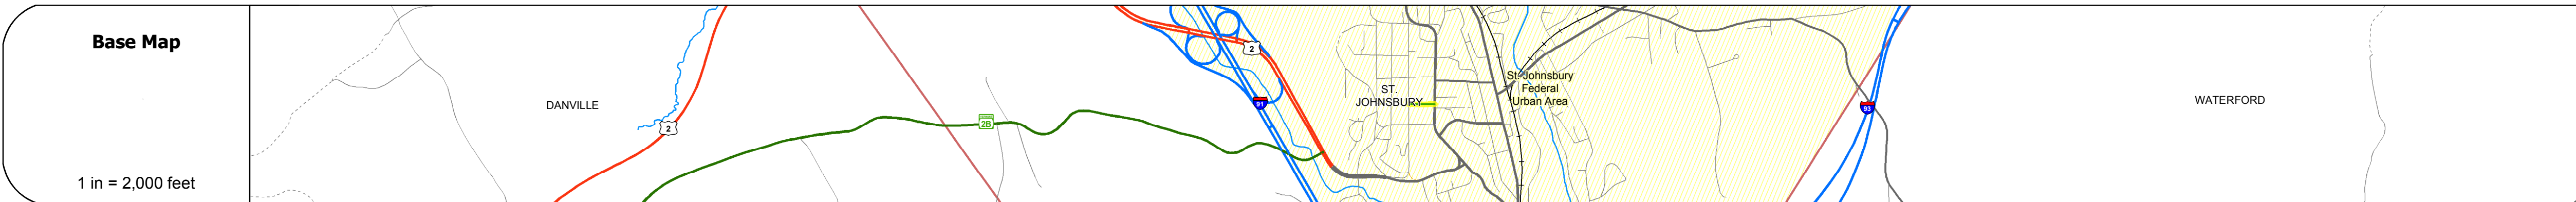 Base Map
1 in = 2,000 feet
DANVILLE
2
2B
2
91
ST.
JOHNSBURY
St. Johnsbury
Federal
Urban Area
93
WATERFORD